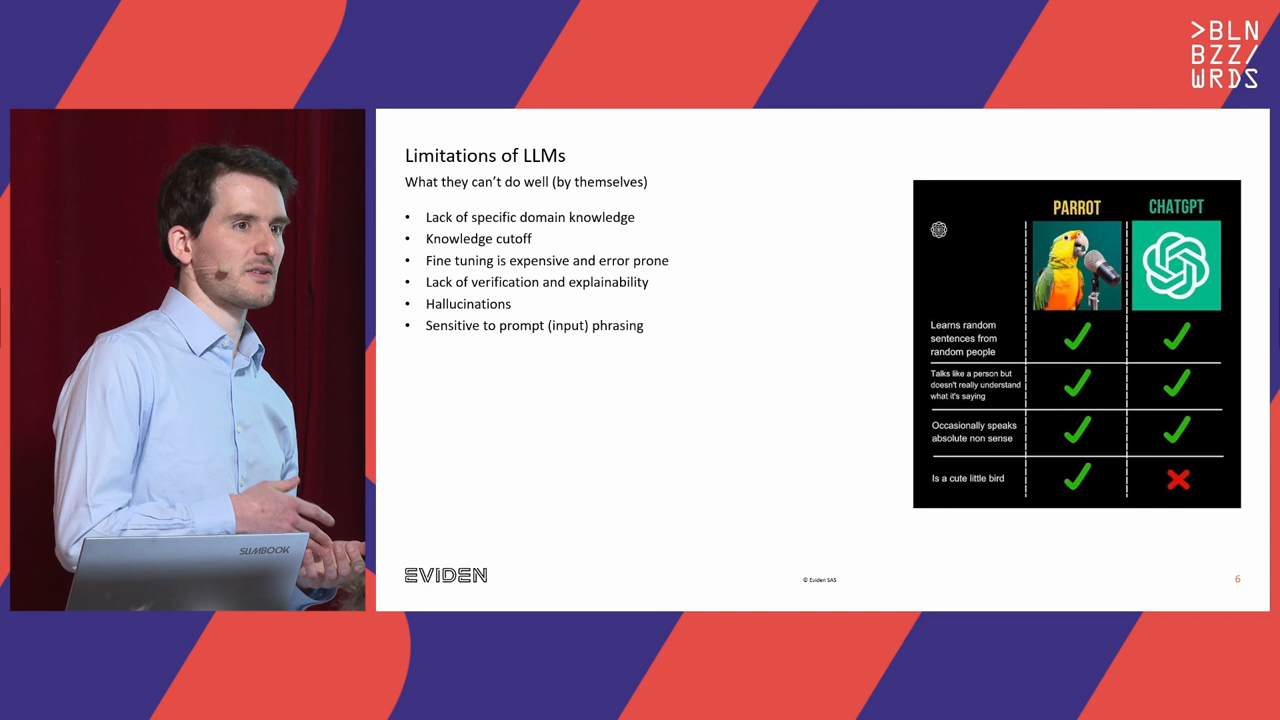 >BLN
BZZ/
WRDS
Limitations of LLMs
What they can't do well (by themselves)
• Lack of specific domain knowledge
• Knowledge cutoff
• Fine tuning is expensive and error prone
• Lack of verification and explainability
• Hallucinations
• Sensitive to prompt (input) phrasing
PARROT CHATGPT
Learns random
sentences from
random people
Talks like a person but
doesn't really understand
what it's saying
Occasionally speaks
absolute non sense
Is a cute little bird
SLIMBOOK
EVIDEN
© Eviden SAS
6